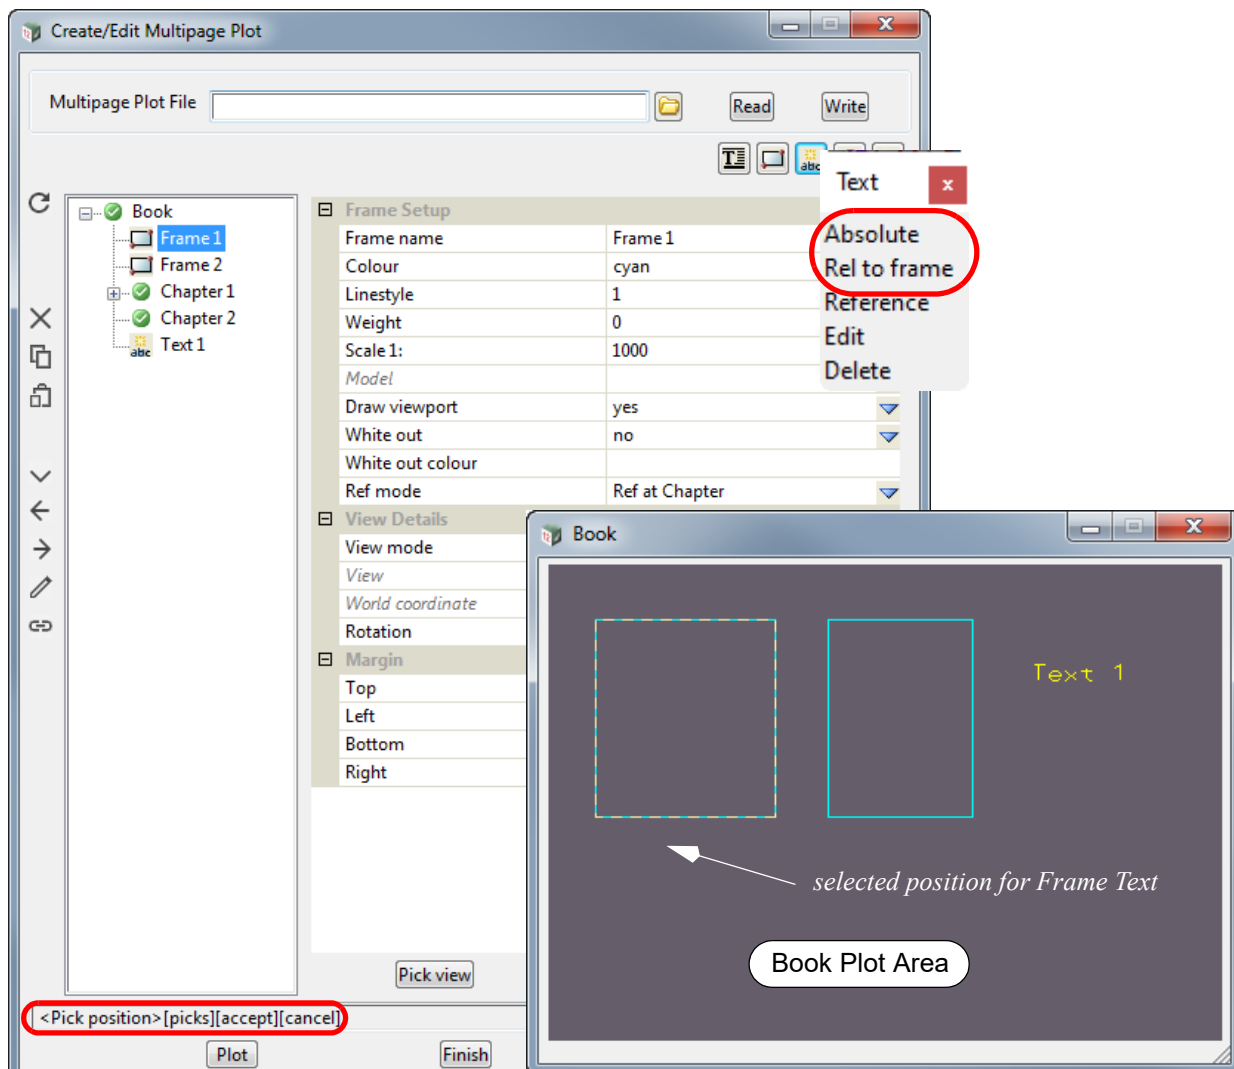 Create/Edit Multipage Plot
Multipage Plot File
Read
Write
Text
Absolute
Rel to frame
Reference
Edit
Delete
Book
Frame 1
Frame 2
Chapter 1
Chapter 2
abc Text 1
Frame Setup
Frame name Frame 1
Colour cyan
Linestyle 1
Weight 0
Scale 1: 1000
Model
Draw viewport yes
White out no
White out colour
Ref mode Ref at Chapter
View Details
View mode
View
World coordinate
Rotation
Margin
Top
Left
Bottom
Right
Pick view
<Pick position>[picks][accept][cancel]
Plot
Finish
Book
Text 1
selected position for Frame Text
Book Plot Area